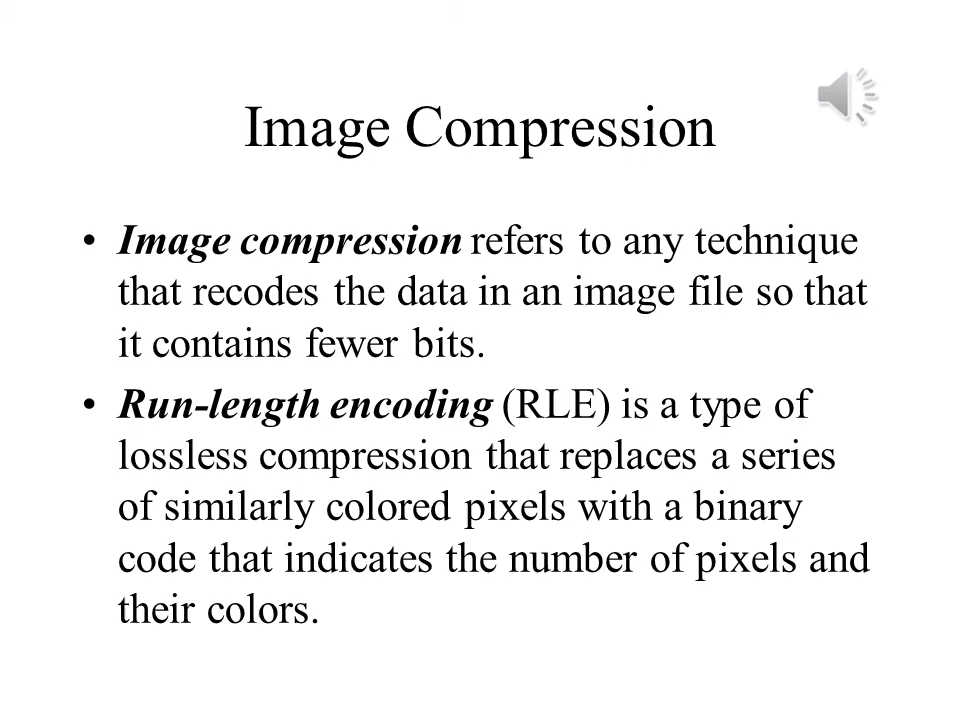 Image Compression
• Image compression refers to any technique
that recodes the data in an image file so that
it contains fewer bits.
• Run-length encoding (RLE) is a type of
lossless compression that replaces a series
of similarly colored pixels with a binary
code that indicates the number of pixels and
their colors.